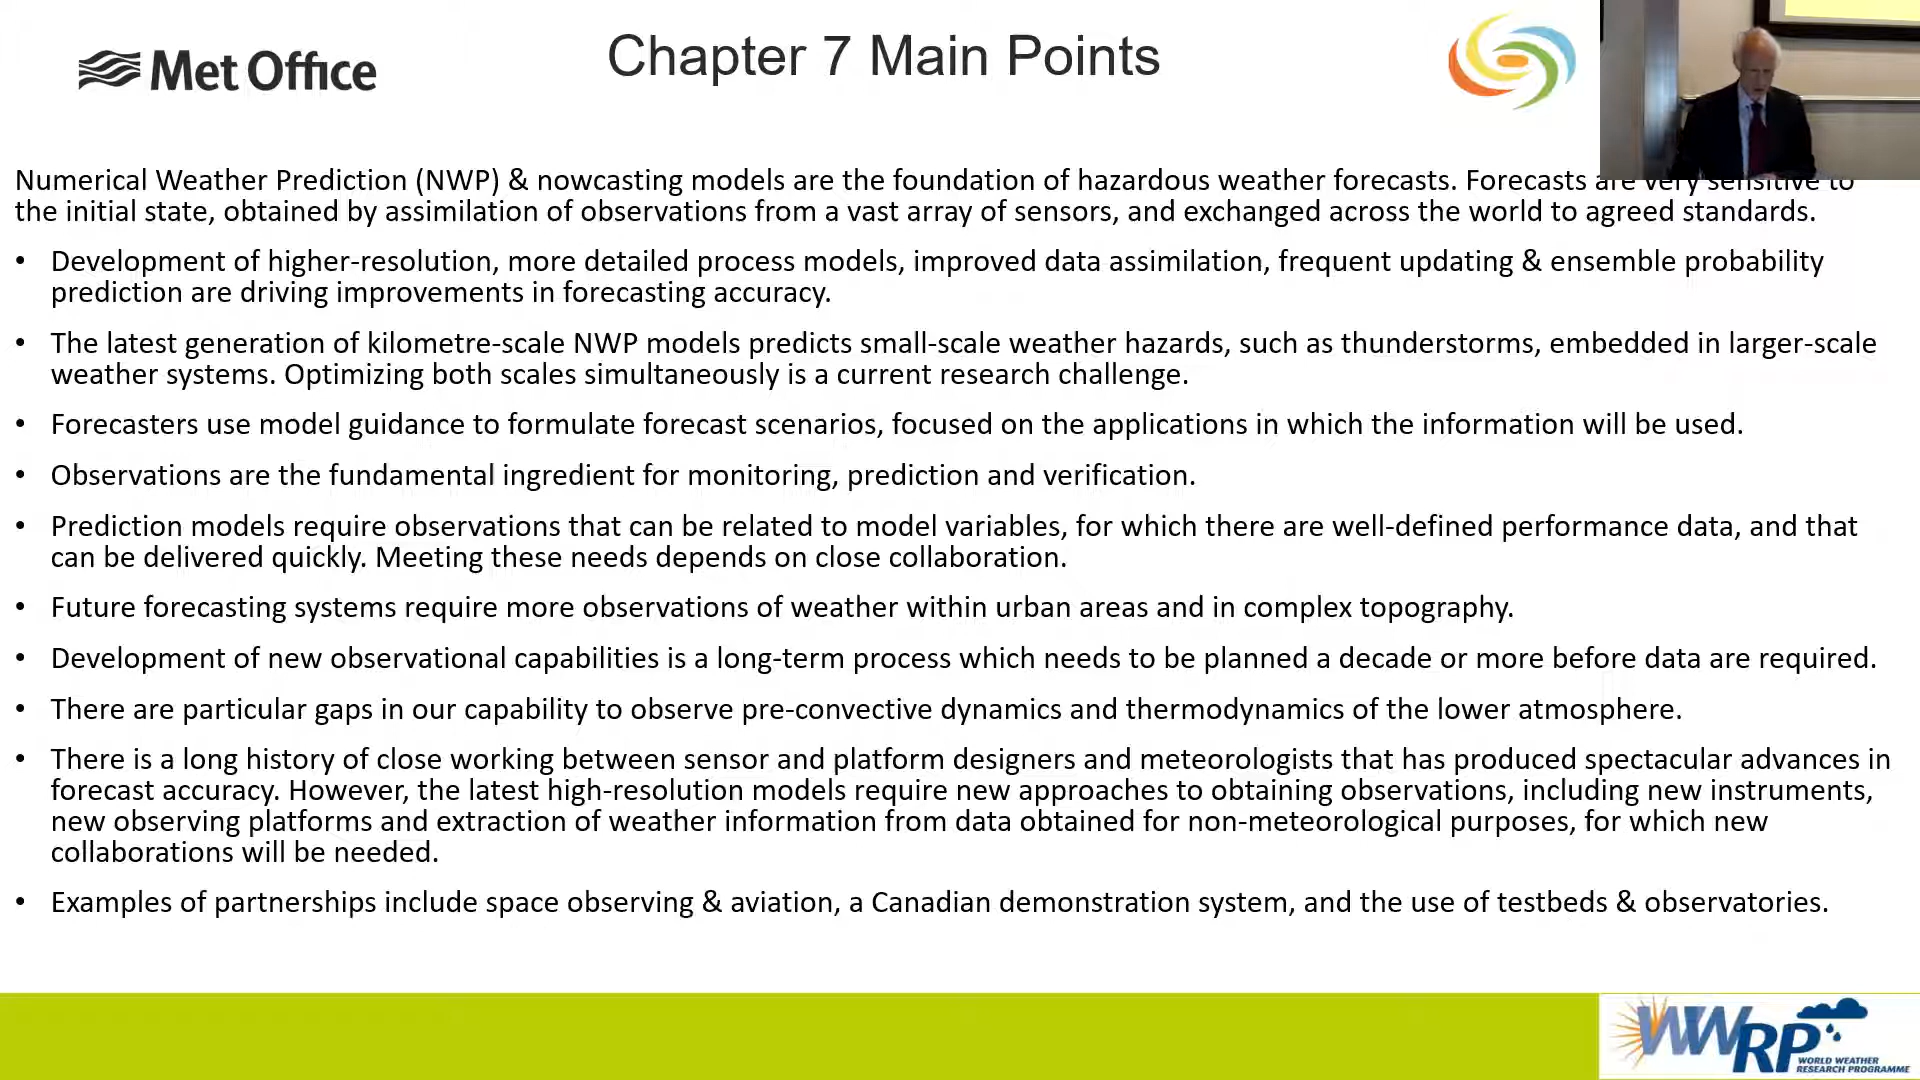 Met Office
Chapter 7 Main Points
Numerical Weather Prediction (NWP) & nowcasting models are the foundation of hazardous weather forecasts. Forecasts are very sensitive to
the initial state, obtained by assimilation of observations from a vast array of sensors, and exchanged across the world to agreed standards.
• Development of higher-resolution, more detailed process models, improved data assimilation, frequent updating & ensemble probability
prediction are driving improvements in forecasting accuracy.
• The latest generation of kilometre-scale NWP models predicts small-scale weather hazards, such as thunderstorms, embedded in larger-scale
weather systems. Optimizing both scales simultaneously is a current research challenge.
• Forecasters use model guidance to formulate forecast scenarios, focused on the applications in which the information will be used.
• Observations are the fundamental ingredient for monitoring, prediction and verification.
• Prediction models require observations that can be related to model variables, for which there are well-defined performance data, and that
can be delivered quickly. Meeting these needs depends on close collaboration.
• Future forecasting systems require more observations of weather within urban areas and in complex topography.
• Development of new observational capabilities is a long-term process which needs to be planned a decade or more before data are required.
• There are particular gaps in our capability to observe pre-convective dynamics and thermodynamics of the lower atmosphere.
• There is a long history of close working between sensor and platform designers and meteorologists that has produced spectacular advances in
forecast accuracy. However, the latest high-resolution models require new approaches to obtaining observations, including new instruments,
new observing platforms and extraction of weather information from data obtained for non-meteorological purposes, for which new
collaborations will be needed.
• Examples of partnerships include space observing & aviation, a Canadian demonstration system, and the use of testbeds & observatories.
WWRP
WORLD WEATHER
RESEARCH PROGRAMME